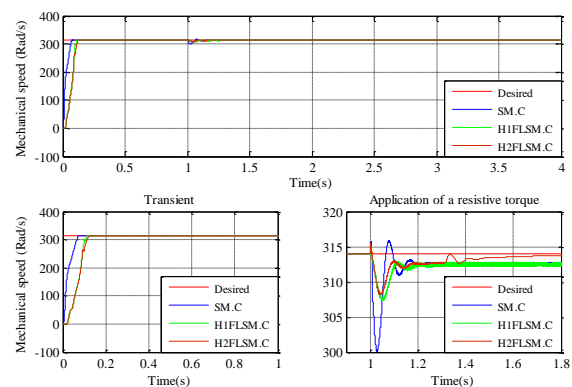 400
300
200
100
0
-100
Mechanical speed (Rad/s)
0 0.5 1 1.5 2 2.5 3 3.5 4
Time(s)
Desired
SM.C
H1FLSM.C
H2FLSM.C
Transient
400
300
200
100
0
-100
Mechanical speed (Rad/s)
0 0.2 0.4 0.6 0.8 1
Time(s)
Desired
SM.C
H1FLSM.C
H2FLSM.C
Application of a resistive torque
320
315
310
305
300
1 1.2 1.4 1.6 1.8
Time(s)
Desired
SM.C
H1FLSM.C
H2FLSM.C